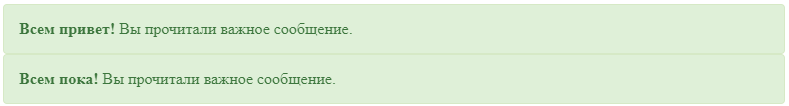 Всем привет! Вы прочитали важное сообщение.
Всем пока! Вы прочитали важное сообщение.